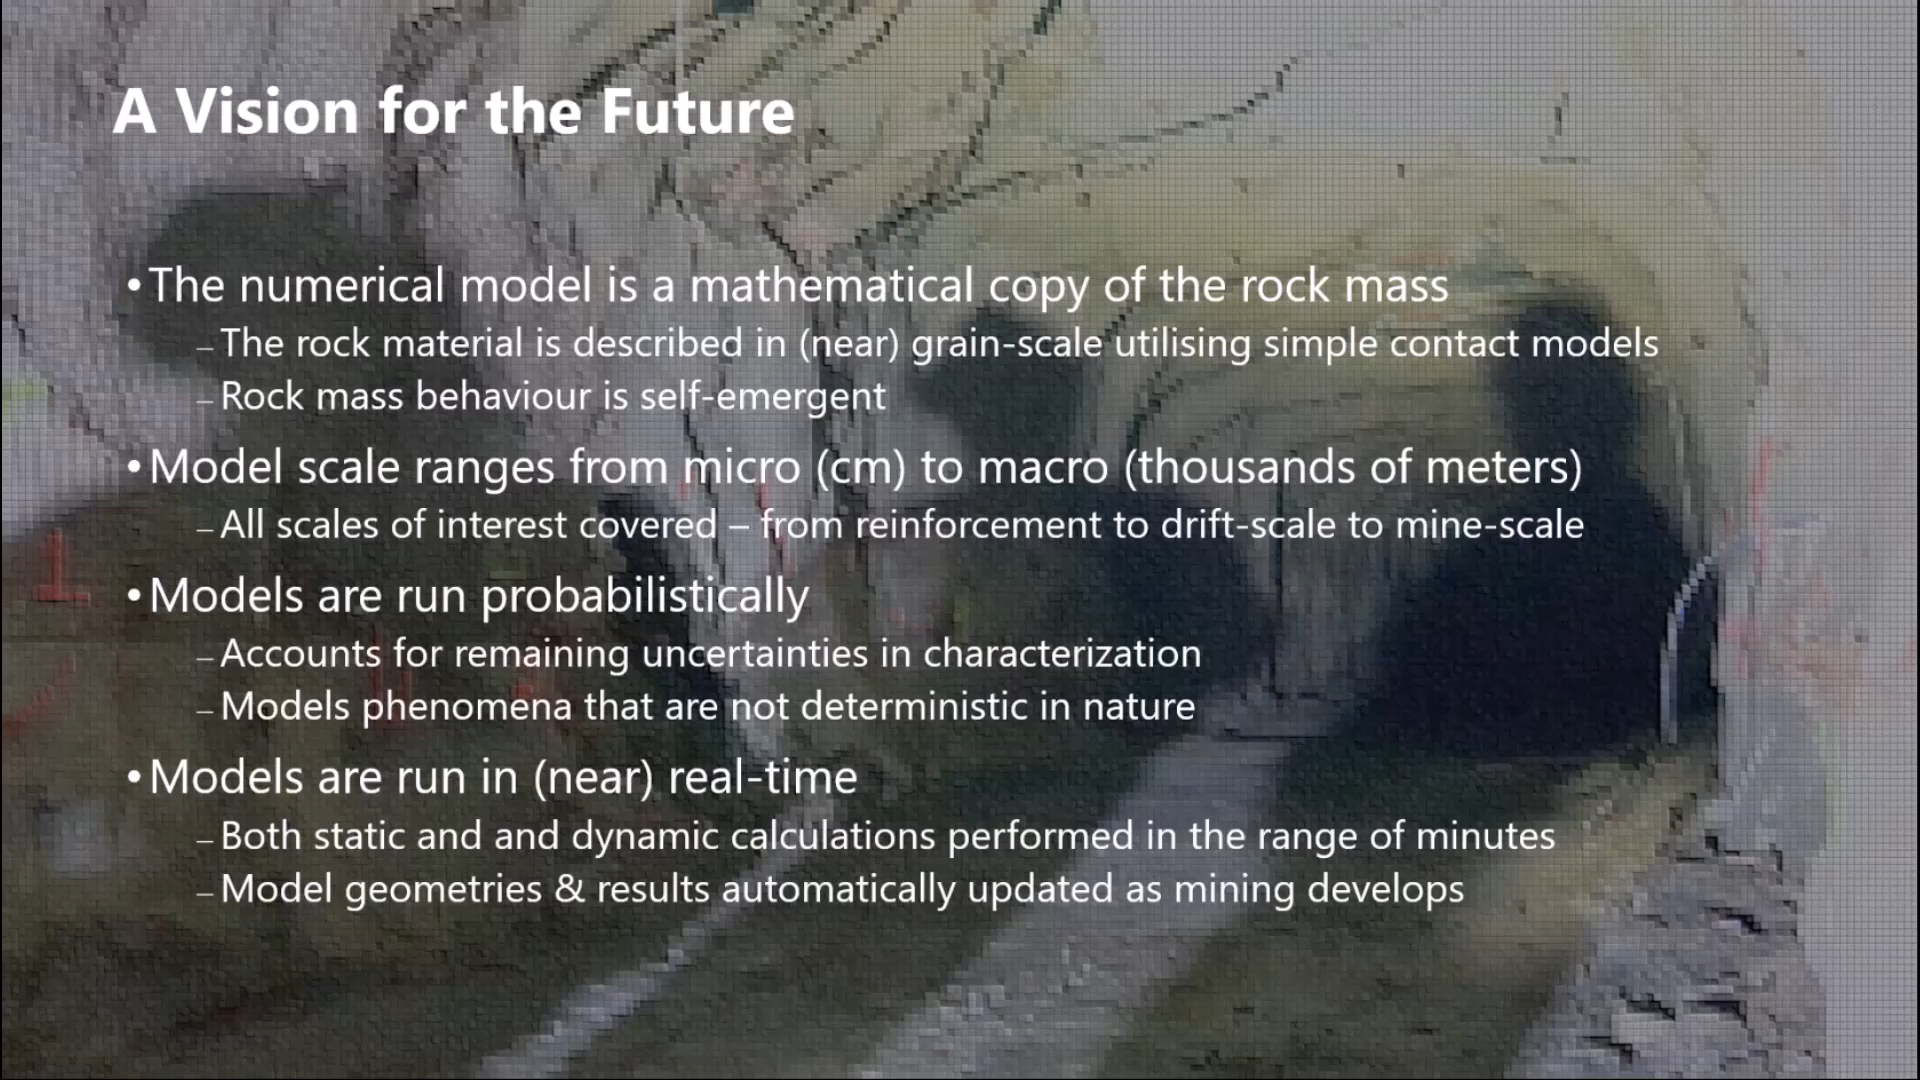 A Vision for the Future
•The numerical model is a mathematical copy of the rock mass
–The rock material is described in (near) grain-scale utilising simple contact models
–Rock mass behaviour is self-emergent
•Model scale ranges from micro (cm) to macro (thousands of meters)
–All scales of interest covered – from reinforcement to drift-scale to mine-scale
•Models are run probabilistically
–Accounts for remaining uncertainties in characterization
–Models phenomena that are not deterministic in nature
•Models are run in (near) real-time
–Both static and and dynamic calculations performed in the range of minutes
–Model geometries & results automatically updated as mining develops